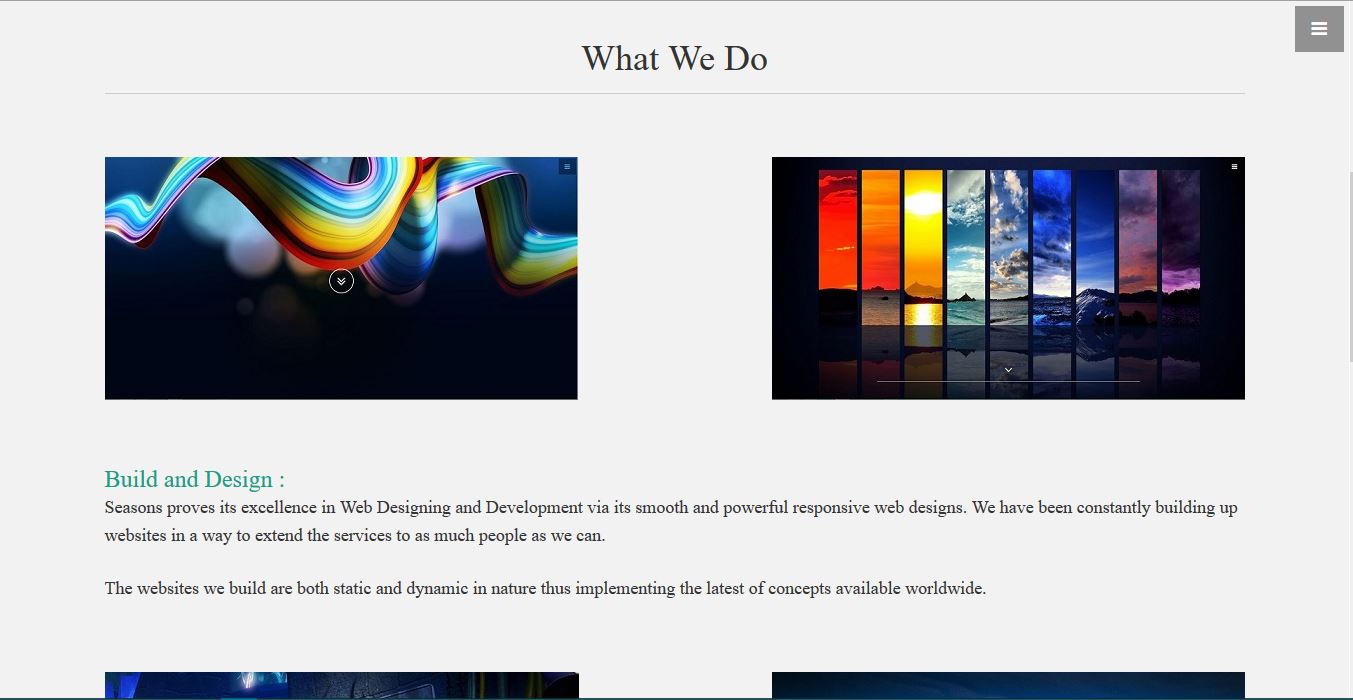 What We Do
Build and Design :
Seasons proves its excellence in Web Designing and Development via its smooth and powerful responsive web designs. We have been constantly building up
websites in a way to extend the services to as much people as we can.
The websites we build are both static and dynamic in nature thus implementing the latest of concepts available worldwide.